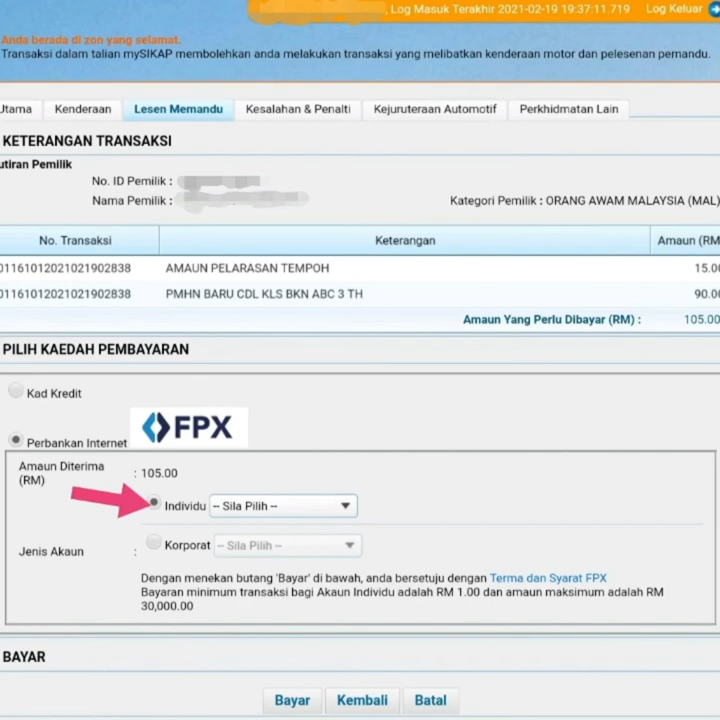 , Log Masuk Terakhir 2021-02-19 19:37:11.719 Log Keluar
Anda berada di zon yang selamat.
Transaksi dalam talian mySIKAP membolehkan anda melakukan transaksi yang melibatkan kenderaan motor dan pelesenan pemandu.
Utama Kenderaan Lesen Memandu Kesalahan & Penalti Kejuruteraan Automotif Perkhidmatan Lain
KETERANGAN TRANSAKSI
utiran Pemilik
No. ID Pemilik :
Nama Pemilik : Kategori Pemilik : ORANG AWAM MALAYSIA (MAL)
No. Transaksi Keterangan Amaun (RM
01161012021021902838 AMAUN PELARASAN TEMPOH 15.00
01161012021021902838 PMHN BARU CDL KLS BKN ABC 3 TH 90.00
Amaun Yang Perlu Dibayar (RM) : 105.00
PILIH KAEDAH PEMBAYARAN
Kad Kredit
Perbankan Internet FPX
Amaun Diterima (RM) : 105.00
Individu -- Sila Pilih --
Jenis Akaun : Korporat -- Sila Pilih --
Dengan menekan butang 'Bayar' di bawah, anda bersetuju dengan Terma dan Syarat FPX
Bayaran minimum transaksi bagi Akaun Individu adalah RM 1.00 dan amaun maksimum adalah RM
30,000.00
BAYAR
Bayar Kembali Batal